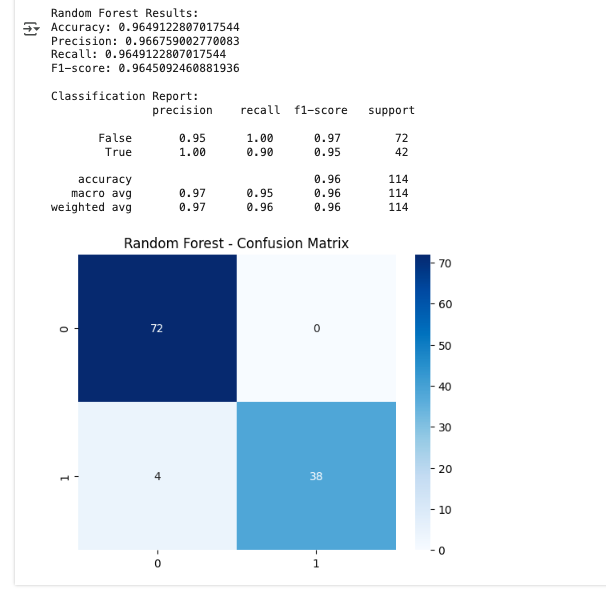 Random Forest Results:
Accuracy: 0.9649122807017544
Precision: 0.966759002770083
Recall: 0.9649122807017544
F1-score: 0.9645092460881936
Classification Report:
precision recall f1-score support
False 0.95 1.00 0.97 72
True 1.00 0.90 0.95 42
accuracy 0.96 114
macro avg 0.97 0.95 0.96 114
weighted avg 0.97 0.96 0.96 114
Random Forest - Confusion Matrix
70
60
0 72 0
50
40
30
1 4 38
20
10
0
0 1